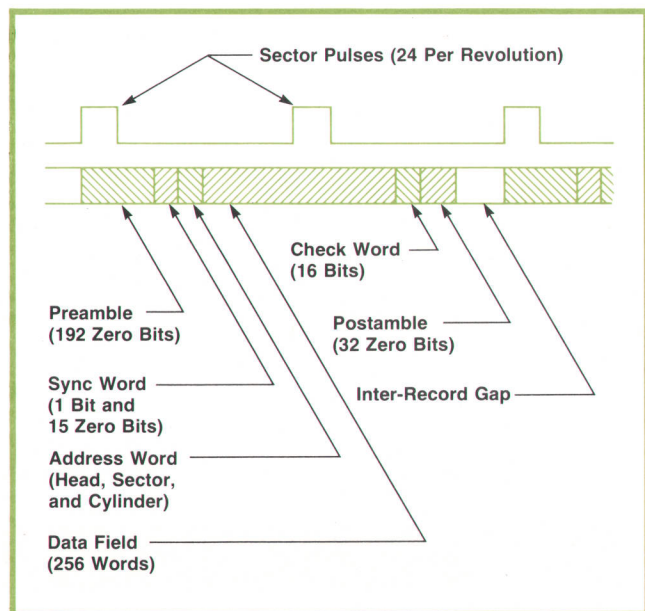 Sector Pulses (24 Per Revolution)
Check Word
(16 Bits)
Preamble
(192 Zero Bits)
Postamble
(32 Zero Bits)
Sync Word
(1 Bit and
15 Zero Bits)
Inter-Record Gap
Address Word
(Head, Sector,
and Cylinder)
Data Field
(256 Words)